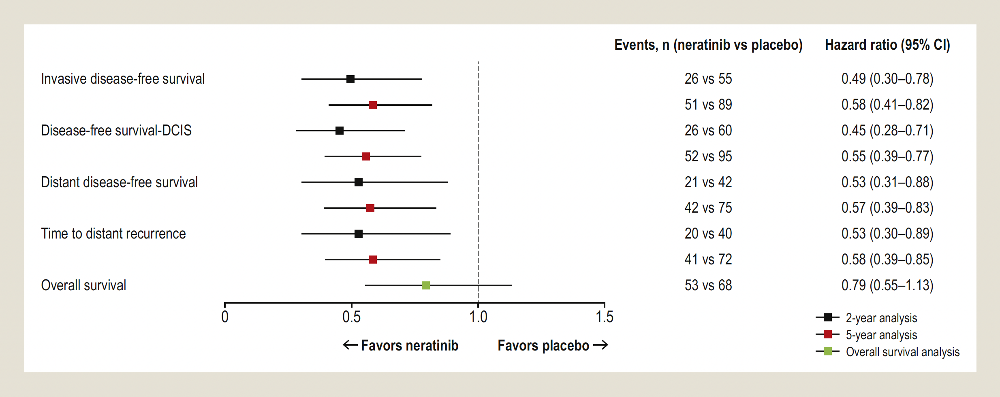 Events, n (neratinib vs placebo) Hazard ratio (95% CI)
Invasive disease-free survival 26 vs 55 0.49 (0.30–0.78)
51 vs 89 0.58 (0.41–0.82)
Disease-free survival-DCIS 26 vs 60 0.45 (0.28–0.71)
52 vs 95 0.55 (0.39–0.77)
Distant disease-free survival 21 vs 42 0.53 (0.31–0.88)
42 vs 75 0.57 (0.39–0.83)
Time to distant recurrence 20 vs 40 0.53 (0.30–0.89)
41 vs 72 0.58 (0.39–0.85)
Overall survival 53 vs 68 0.79 (0.55–1.13)
0 0.5 1.0 1.5
← Favors neratinib Favors placebo →
2-year analysis
5-year analysis
Overall survival analysis